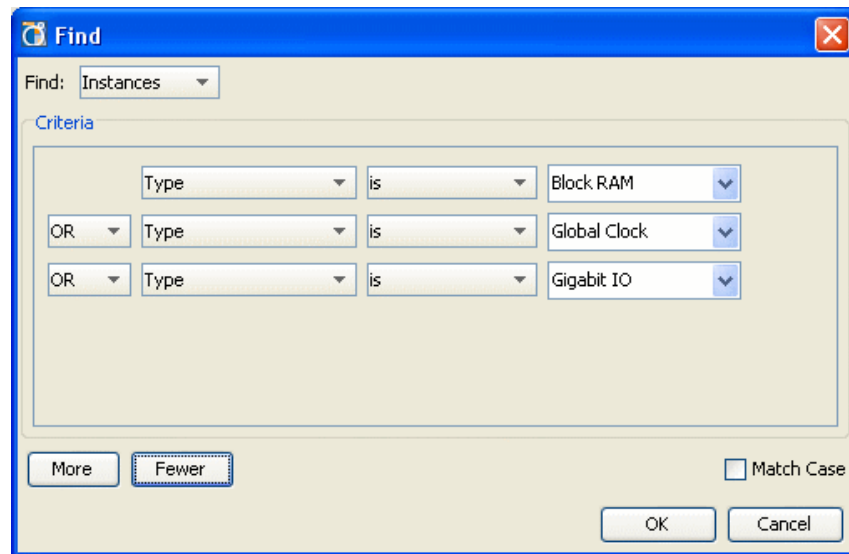 Find
Find: Instances
Criteria
Type is Block RAM
OR Type is Global Clock
OR Type is Gigabit IO
More Fewer Match Case
OK Cancel